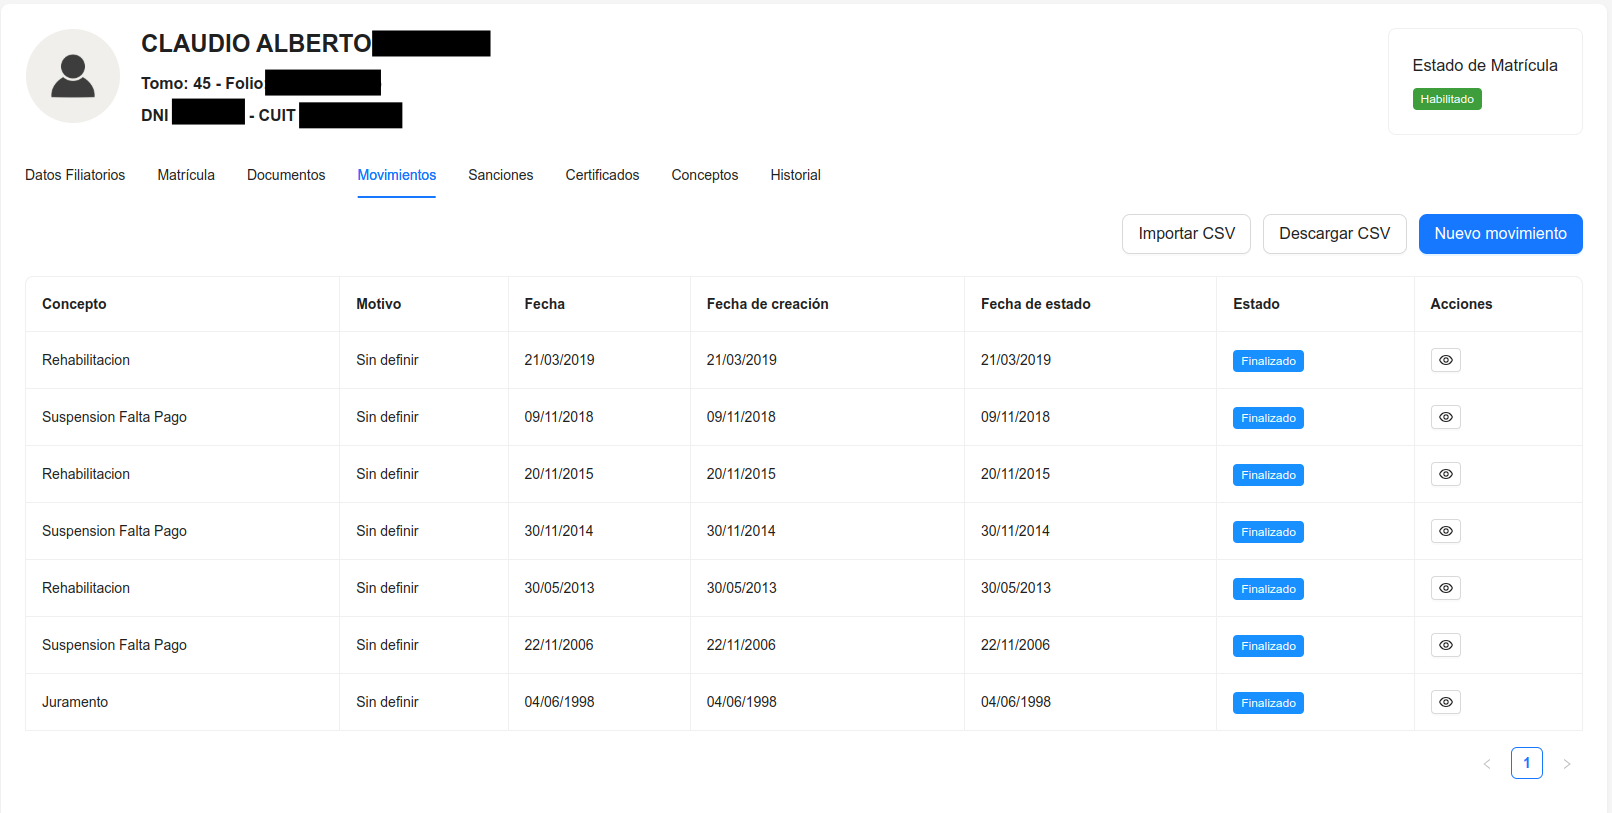 CLAUDIO ALBERTO
Tomo: 45 - Folio
DNI - CUIT
Estado de Matrícula
Habilitado
Datos Filiatorios Matrícula Documentos Movimientos Sanciones Certificados Conceptos Historial
Importar CSV Descargar CSV Nuevo movimiento
Concepto Motivo Fecha Fecha de creación Fecha de estado Estado Acciones
Rehabilitacion Sin definir 21/03/2019 21/03/2019 21/03/2019 Finalizado
Suspension Falta Pago Sin definir 09/11/2018 09/11/2018 09/11/2018 Finalizado
Rehabilitacion Sin definir 20/11/2015 20/11/2015 20/11/2015 Finalizado
Suspension Falta Pago Sin definir 30/11/2014 30/11/2014 30/11/2014 Finalizado
Rehabilitacion Sin definir 30/05/2013 30/05/2013 30/05/2013 Finalizado
Suspension Falta Pago Sin definir 22/11/2006 22/11/2006 22/11/2006 Finalizado
Juramento Sin definir 04/06/1998 04/06/1998 04/06/1998 Finalizado
< 1 >